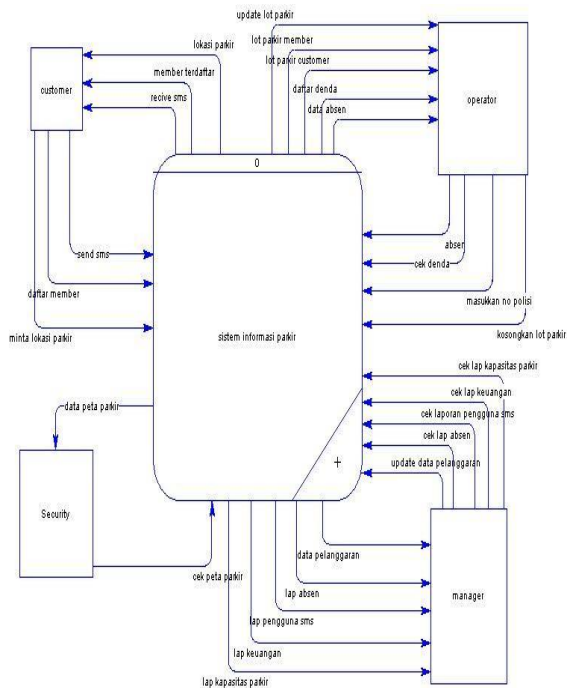 update lot parkir
lokasi parkir
lot parkir member
lot parkir customer
member terdaftar
daftar denda
recive sms
data absen
customer
operator
0
absen
send sms
cek denda
daftar member
masukkan no polisi
minta lokasi parkir
sistem informasi parkir
kosongkan lot parkir
cek lap kapasitas parkir
cek lap keuangan
data peta parkir
cek laporan pengguna sms
cek lap absen
update data pelanggaran
+
Security
data pelanggaran
cek peta parkir
lap absen
manager
lap pengguna sms
lap keuangan
lap kapasitas parkir